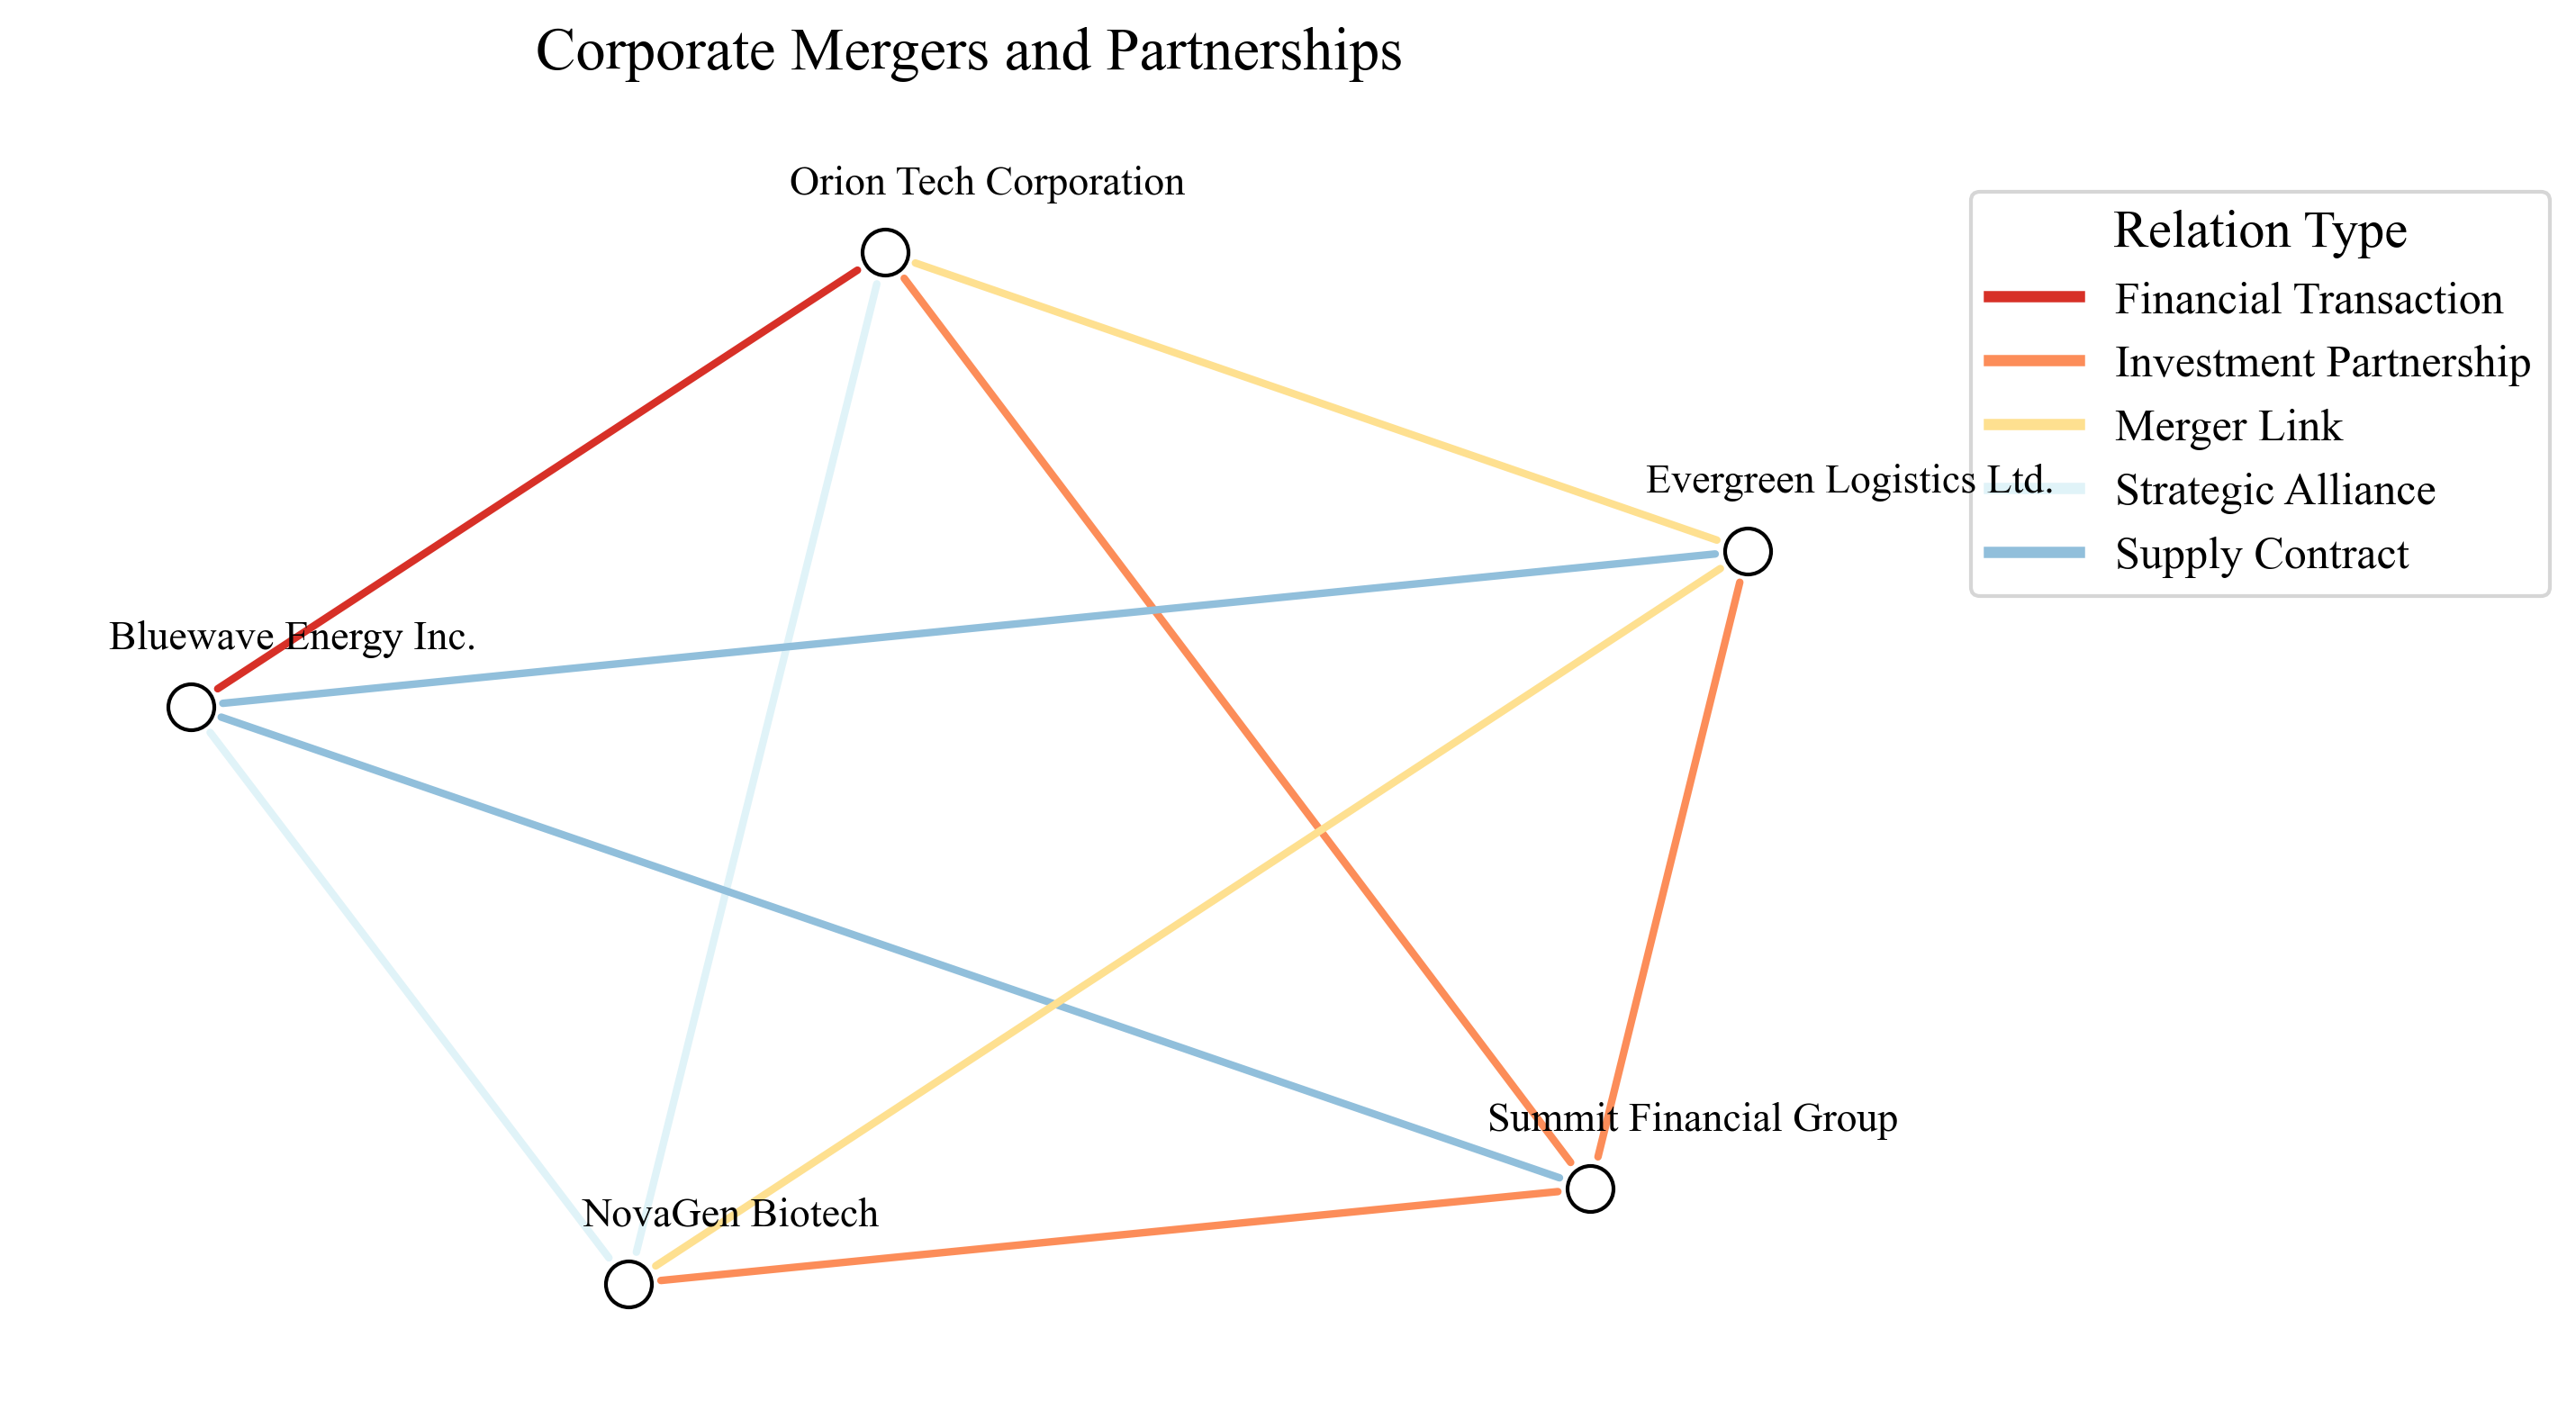 Corporate Mergers and Partnerships
Orion Tech Corporation
Relation Type
Financial Transaction
Investment Partnership
Merger Link
Strategic Alliance
Supply Contract
Evergreen Logistics Ltd.
Bluewave Energy Inc.
Summit Financial Group
NovaGen Biotech